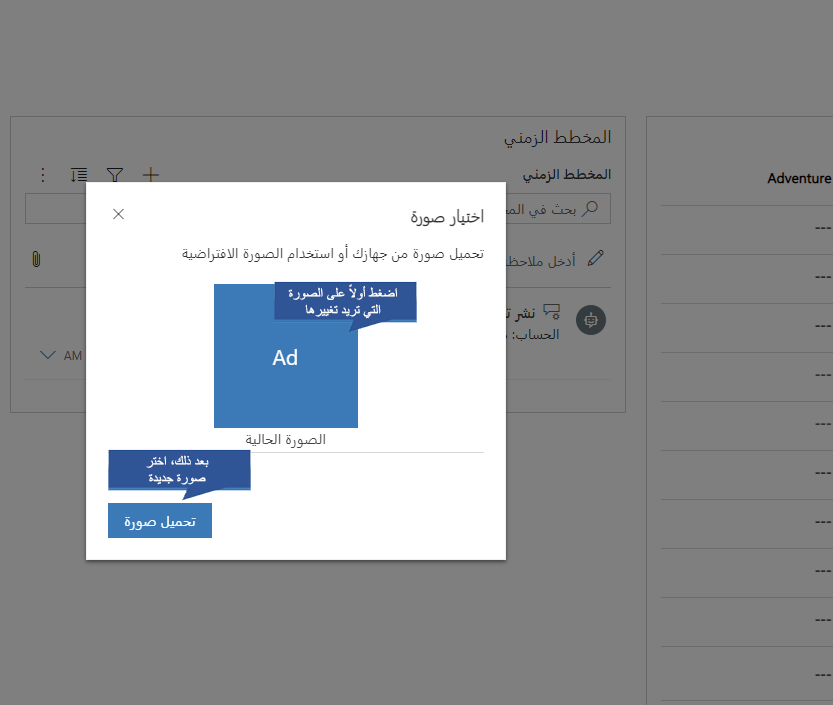 المخطط الزمني
المخطط الزمني
بحث في
أدخل
نشر
الحساب:
AM
Adventure
---
---
---
---
---
---
---
---
---
---
اختيار صورة
تحميل صورة من جهازك أو استخدام الصورة الافتراضية
اضغط أولاً على الصورة
التي تريد تغييرها
Ad
الصورة الحالية
بعد ذلك، اختر
صورة جديدة
تحميل صورة